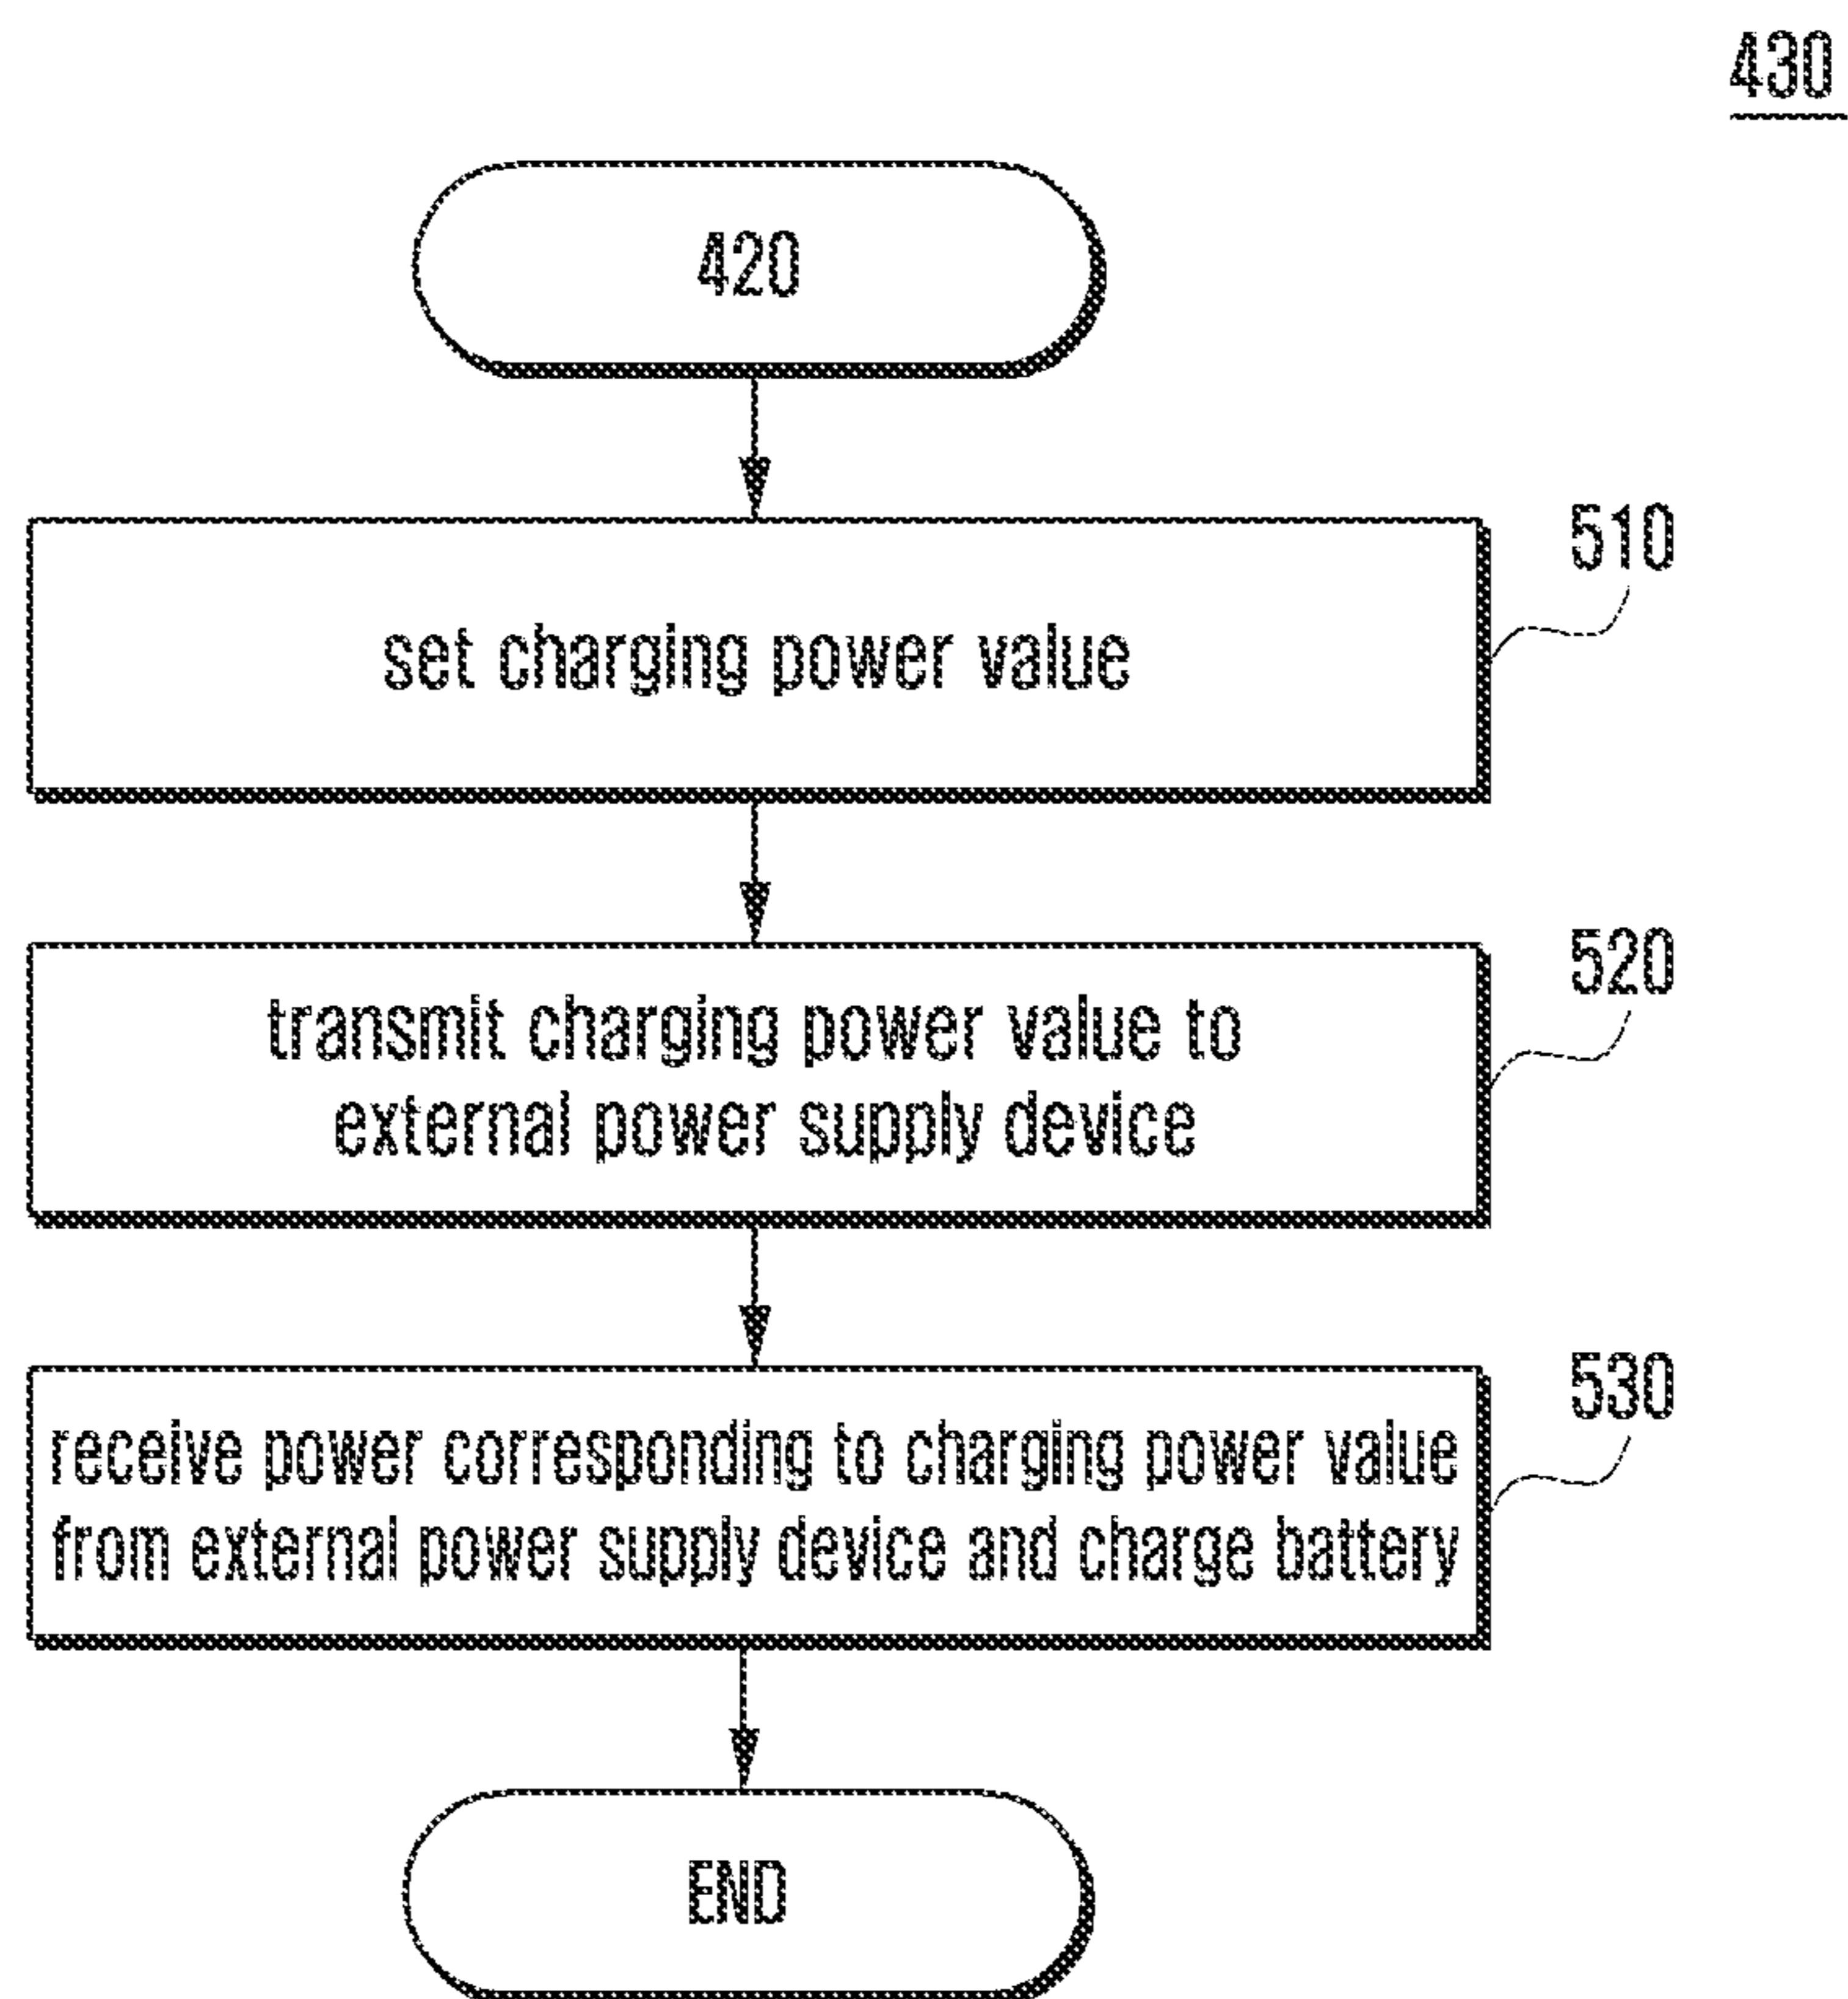 430
420
510
set charging power value
520
transmit charging power value to
external power supply device
530
receive power corresponding to charging power value
from external power supply device and charge battery
END